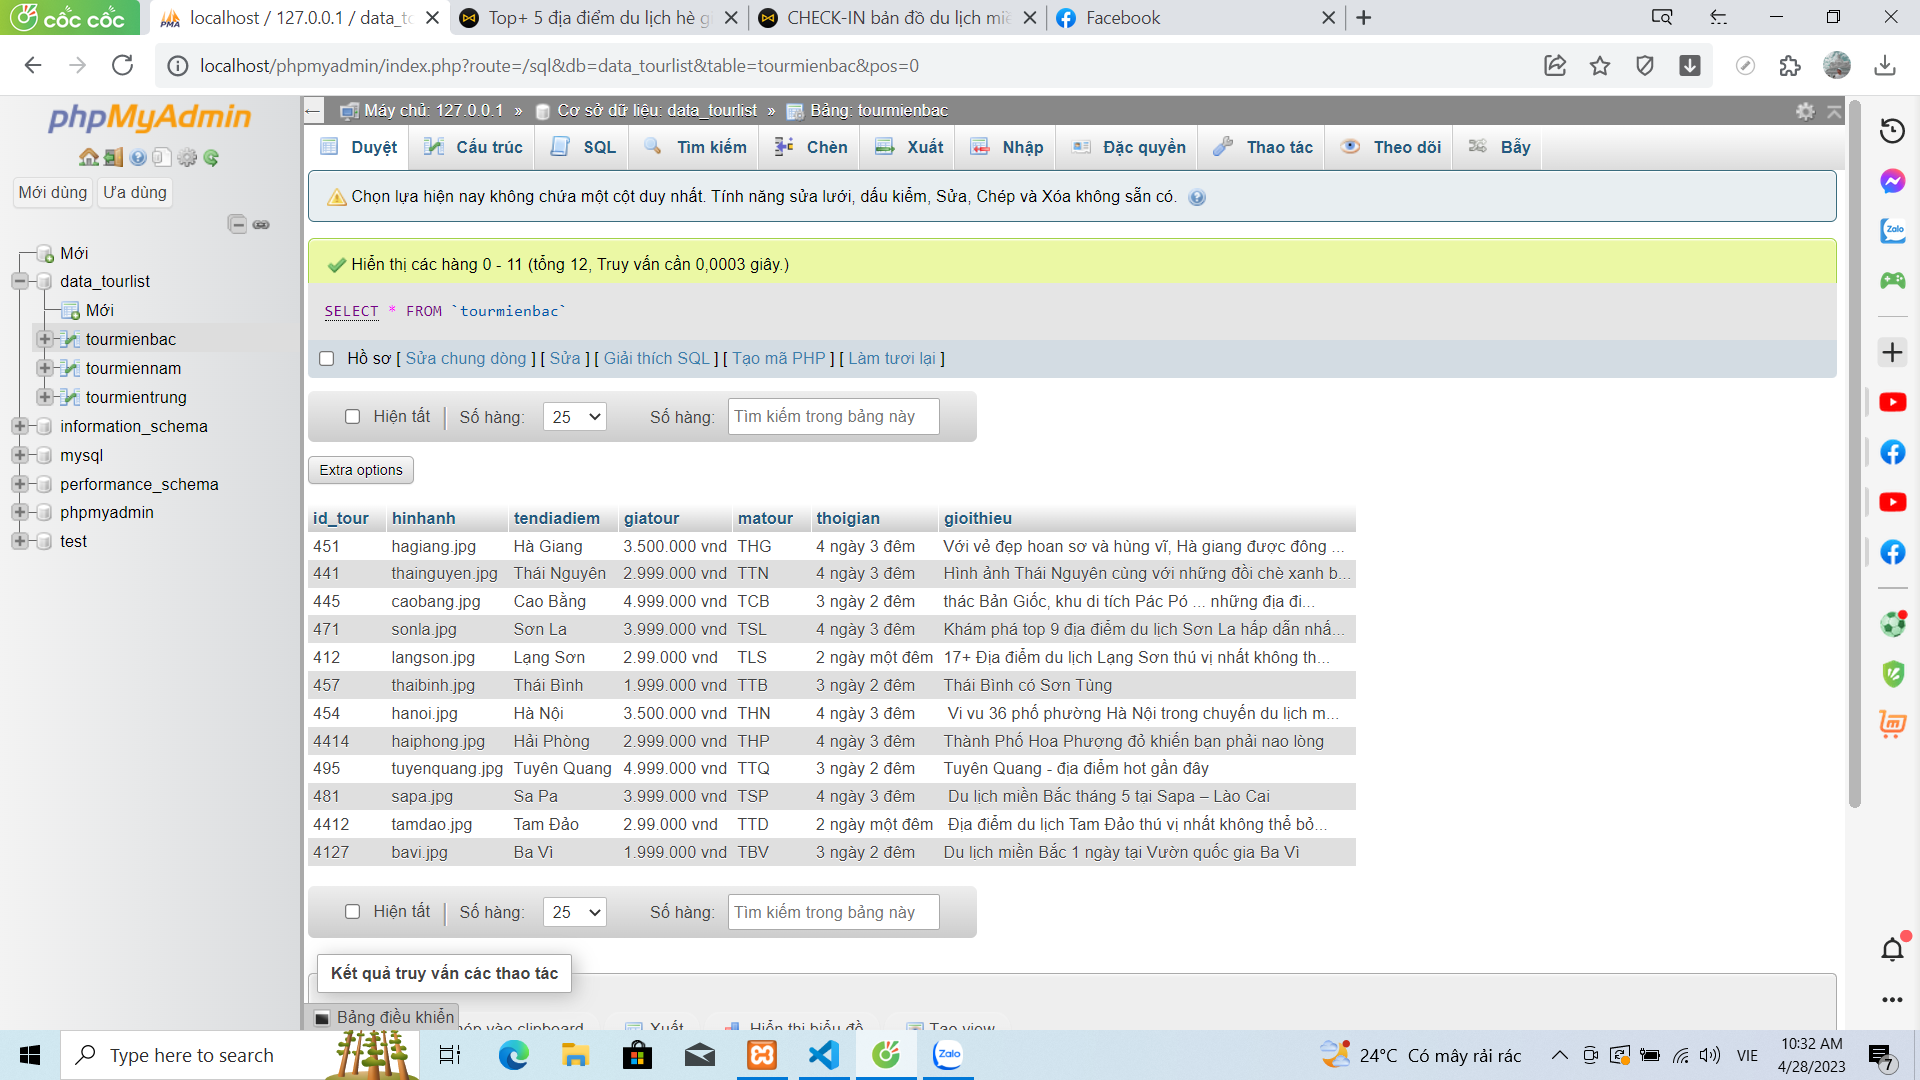 cốc cốc
localhost / 127.0.0.1 / data_to
Top+ 5 địa điểm du lịch hè g
CHECK-IN bản đồ du lịch miề
Facebook
localhost/phpmyadmin/index.php?route=/sql&db=data_tourlist&table=tourmienbac&pos=0
phpMyAdmin
Mới dùng
Ưa dùng
Mới
data_tourlist
Mới
tourmienbac
tourmiennam
tourmientrung
information_schema
mysql
performance_schema
phpmyadmin
test
Máy chủ: 127.0.0.1 » Cơ sở dữ liệu: data_tourlist » Bảng: tourmienbac
Duyệt Cấu trúc SQL Tìm kiếm Chèn Xuất Nhập Đặc quyền Thao tác Theo dõi Bẫy
Chọn lựa hiện nay không chứa một cột duy nhất. Tính năng sửa lưới, dấu kiểm, Sửa, Chép và Xóa không sẵn có.
Hiển thị các hàng 0 - 11 (tổng 12, Truy vấn cần 0,0003 giây.)
SELECT * FROM `tourmienbac`
Hồ sơ [ Sửa chung dòng ] [ Sửa ] [ Giải thích SQL ] [ Tạo mã PHP ] [ Làm tươi lại ]
Hiện tất Số hàng: 25 Số hàng: Tìm kiếm trong bảng này
Extra options
id_tour hinhanh tendiadiem giatour matour thoigian gioithieu
451 hagiang.jpg Hà Giang 3.500.000 vnd THG 4 ngày 3 đêm Với vẻ đẹp hoan sơ và hùng vĩ, Hà giang được đông ...
441 thainguyen.jpg Thái Nguyên 2.999.000 vnd TTN 4 ngày 3 đêm Hình ảnh Thái Nguyên cùng với những đồi chè xanh b...
445 caobang.jpg Cao Bằng 4.999.000 vnd TCB 3 ngày 2 đêm thác Bản Giốc, khu di tích Pác Pó ... những địa đi...
471 sonla.jpg Sơn La 3.999.000 vnd TSL 4 ngày 3 đêm Khám phá top 9 địa điểm du lịch Sơn La hấp dẫn nhấ...
412 langson.jpg Lạng Sơn 2.99.000 vnd TLS 2 ngày một đêm 17+ Địa điểm du lịch Lạng Sơn thú vị nhất không th...
457 thaibinh.jpg Thái Bình 1.999.000 vnd TTB 3 ngày 2 đêm Thái Bình có Sơn Tùng
454 hanoi.jpg Hà Nội 3.500.000 vnd THN 4 ngày 3 đêm Vi vu 36 phố phường Hà Nội trong chuyến du lịch m...
4414 haiphong.jpg Hải Phòng 2.999.000 vnd THP 4 ngày 3 đêm Thành Phố Hoa Phượng đỏ khiến bạn phải nao lòng
495 tuyenquang.jpg Tuyên Quang 4.999.000 vnd TTQ 3 ngày 2 đêm Tuyên Quang - địa điểm hot gần đây
481 sapa.jpg Sa Pa 3.999.000 vnd TSP 4 ngày 3 đêm Du lịch miền Bắc tháng 5 tại Sapa – Lào Cai
4412 tamdao.jpg Tam Đảo 2.99.000 vnd TTD 2 ngày một đêm Địa điểm du lịch Tam Đảo thú vị nhất không thể bỏ...
4127 bavi.jpg Ba Vì 1.999.000 vnd TBV 3 ngày 2 đêm Du lịch miền Bắc 1 ngày tại Vườn quốc gia Ba Vì
Hiện tất Số hàng: 25 Số hàng: Tìm kiếm trong bảng này
Kết quả truy vấn các thao tác
Bảng điều khiển
vào clipboard Xuất Hiển thị biểu đồ Tạo view
Type here to search
Zalo
24°C Có mây rải rác
VIE
10:32 AM
4/28/2023
7